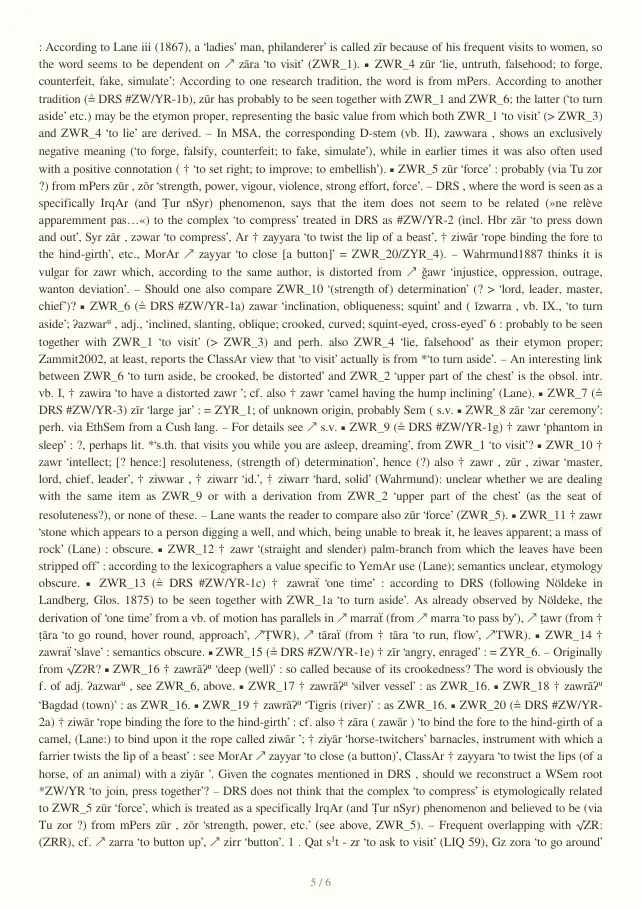 : According to Lane iii (1867), a ‘ladies’ man, philanderer’ is called zīr because of his frequent visits to women, so
the word seems to be dependent on ↗ zāra ‘to visit’ (ZWR_1). ▪ ZWR_4 zūr ‘lie, untruth, falsehood; to forge,
counterfeit, fake, simulate’: According to one research tradition, the word is from mPers. According to another
tradition (≙ DRS #ZW/YR-1b), zūr has probably to be seen together with ZWR_1 and ZWR_6; the latter (‘to turn
aside’ etc.) may be the etymon proper, representing the basic value from which both ZWR_1 ‘to visit’ (> ZWR_3)
and ZWR_4 ‘to lie’ are derived. – In MSA, the corresponding D-stem (vb. II), zawwara , shows an exclusively
negative meaning (‘to forge, falsify, counterfeit; to fake, simulate’), while in earlier times it was also often used
with a positive connotation ( † ‘to set right; to improve; to embellish’). ▪ ZWR_5 zūr ‘force’ : probably (via Tu zor
?) from mPers zūr , zōr ‘strength, power, vigour, violence, strong effort, force’. – DRS , where the word is seen as a
specifically IrqAr (and Ṭur nSyr) phenomenon, says that the item does not seem to be related (»ne relève
apparemment pas…«) to the complex ‘to compress’ treated in DRS as #ZW/YR-2 (incl. Hbr zār ‘to press down
and out’, Syr zār , zəwar ‘to compress’, Ar † zayyara ‘to twist the lip of a beast’, † ziwār ‘rope binding the fore to
the hind-girth’, etc., MorAr ↗ zayyar ‘to close [a button]’ = ZWR_20/ZYR_4). – Wahrmund1887 thinks it is
vulgar for zawr which, according to the same author, is distorted from ↗ ǧawr ‘injustice, oppression, outrage,
wanton deviation’. – Should one also compare ZWR_10 ‘(strength of) determination’ (? > ‘lord, leader, master,
chief’)? ▪ ZWR_6 (≙ DRS #ZW/YR-1a) zawar ‘inclination, obliqueness; squint’ and ( ĭzwarra , vb. IX., ‘to turn
aside’; ʔazwarᵘ , adj., ‘inclined, slanting, oblique; crooked, curved; squint-eyed, cross-eyed’ 6 : probably to be seen
together with ZWR_1 ‘to visit’ (> ZWR_3) and perh. also ZWR_4 ‘lie, falsehood’ as their etymon proper;
Zammit2002, at least, reports the ClassAr view that ‘to visit’ actually is from *‘to turn aside’. – An interesting link
between ZWR_6 ‘to turn aside, be crooked, be distorted’ and ZWR_2 ‘upper part of the chest’ is the obsol. intr.
vb. I, † zawira ‘to have a distorted zawr ’; cf. also † zawir ‘camel having the hump inclining’ (Lane). ▪ ZWR_7 (≙
DRS #ZW/YR-3) zīr ‘large jar’ : = ZYR_1; of unknown origin, probably Sem ( s.v. ▪ ZWR_8 zār ‘zar ceremony’:
perh. via EthSem from a Cush lang. – For details see ↗ s.v. ▪ ZWR_9 (≙ DRS #ZW/YR-1g) † zawr ‘phantom in
sleep’ : ?, perhaps lit. *‘s.th. that visits you while you are asleep, dreaming’, from ZWR_1 ‘to visit’? ▪ ZWR_10 †
zawr ‘intellect; [? hence:] resoluteness, (strength of) determination’, hence (?) also † zawr , zūr , ziwar ‘master,
lord, chief, leader’, † ziwwar , † ziwarr ‘id.’, † ziwarr ‘hard, solid’ (Wahrmund): unclear whether we are dealing
with the same item as ZWR_9 or with a derivation from ZWR_2 ‘upper part of the chest’ (as the seat of
resoluteness?), or none of these. – Lane wants the reader to compare also zūr ‘force’ (ZWR_5). ▪ ZWR_11 † zawr
‘stone which appears to a person digging a well, and which, being unable to break it, he leaves apparent; a mass of
rock’ (Lane) : obscure. ▪ ZWR_12 † zawr ‘(straight and slender) palm-branch from which the leaves have been
stripped off’ : according to the lexicographers a value specific to YemAr use (Lane); semantics unclear, etymology
obscure. ▪ ZWR_13 (≙ DRS #ZW/YR-1c) † zawraẗ ‘one time’ : according to DRS (following Nöldeke in
Landberg, Glos. 1875) to be seen together with ZWR_1a ‘to turn aside’. As already observed by Nöldeke, the
derivation of ‘one time’ from a vb. of motion has parallels in ↗ marraẗ (from ↗ marra ‘to pass by’), ↗ ṭawr (from †
ṭāra ‘to go round, hover round, approach’, ↗ṬWR), ↗ tāraẗ (from † tāra ‘to run, flow’, ↗TWR). ▪ ZWR_14 †
zawraẗ ‘slave’ : semantics obscure. ▪ ZWR_15 (≙ DRS #ZW/YR-1e) † zīr ‘angry, enraged’ : = ZYR_6. – Originally
from √ZʔR? ▪ ZWR_16 † zawrāʔᵘ ‘deep (well)’ : so called because of its crookedness? The word is obviously the
f. of adj. ʔazwarᵘ , see ZWR_6, above. ▪ ZWR_17 † zawrāʔᵘ ‘silver vessel’ : as ZWR_16. ▪ ZWR_18 † zawrāʔᵘ
‘Bagdad (town)’ : as ZWR_16. ▪ ZWR_19 † zawrāʔᵘ ‘Tigris (river)’ : as ZWR_16. ▪ ZWR_20 (≙ DRS #ZW/YR-
2a) † ziwār ‘rope binding the fore to the hind-girth’ : cf. also † zāra ( zawār ) ‘to bind the fore to the hind-girth of a
camel, (Lane:) to bind upon it the rope called ziwār ’; † ziyār ‘horse-twitchers’ barnacles, instrument with which a
farrier twists the lip of a beast’ : see MorAr ↗ zayyar ‘to close (a button)’, ClassAr † zayyara ‘to twist the lips (of a
horse, of an animal) with a ziyār ’. Given the cognates mentioned in DRS , should we reconstruct a WSem root
*ZW/YR ‘to join, press together’? – DRS does not think that the complex ‘to compress’ is etymologically related
to ZWR_5 zūr ‘force’, which is treated as a specifically IrqAr (and Ṭur nSyr) phenomenon and believed to be (via
Tu zor ?) from mPers zūr , zōr ‘strength, power, etc.’ (see above, ZWR_5). – Frequent overlapping with √ZR:
(ZRR), cf. ↗ zarra ‘to button up’, ↗ zirr ‘button’. 1 . Qat s¹t - zr ‘to ask to visit’ (LIQ 59), Gz zora ‘to go around’
5 / 6